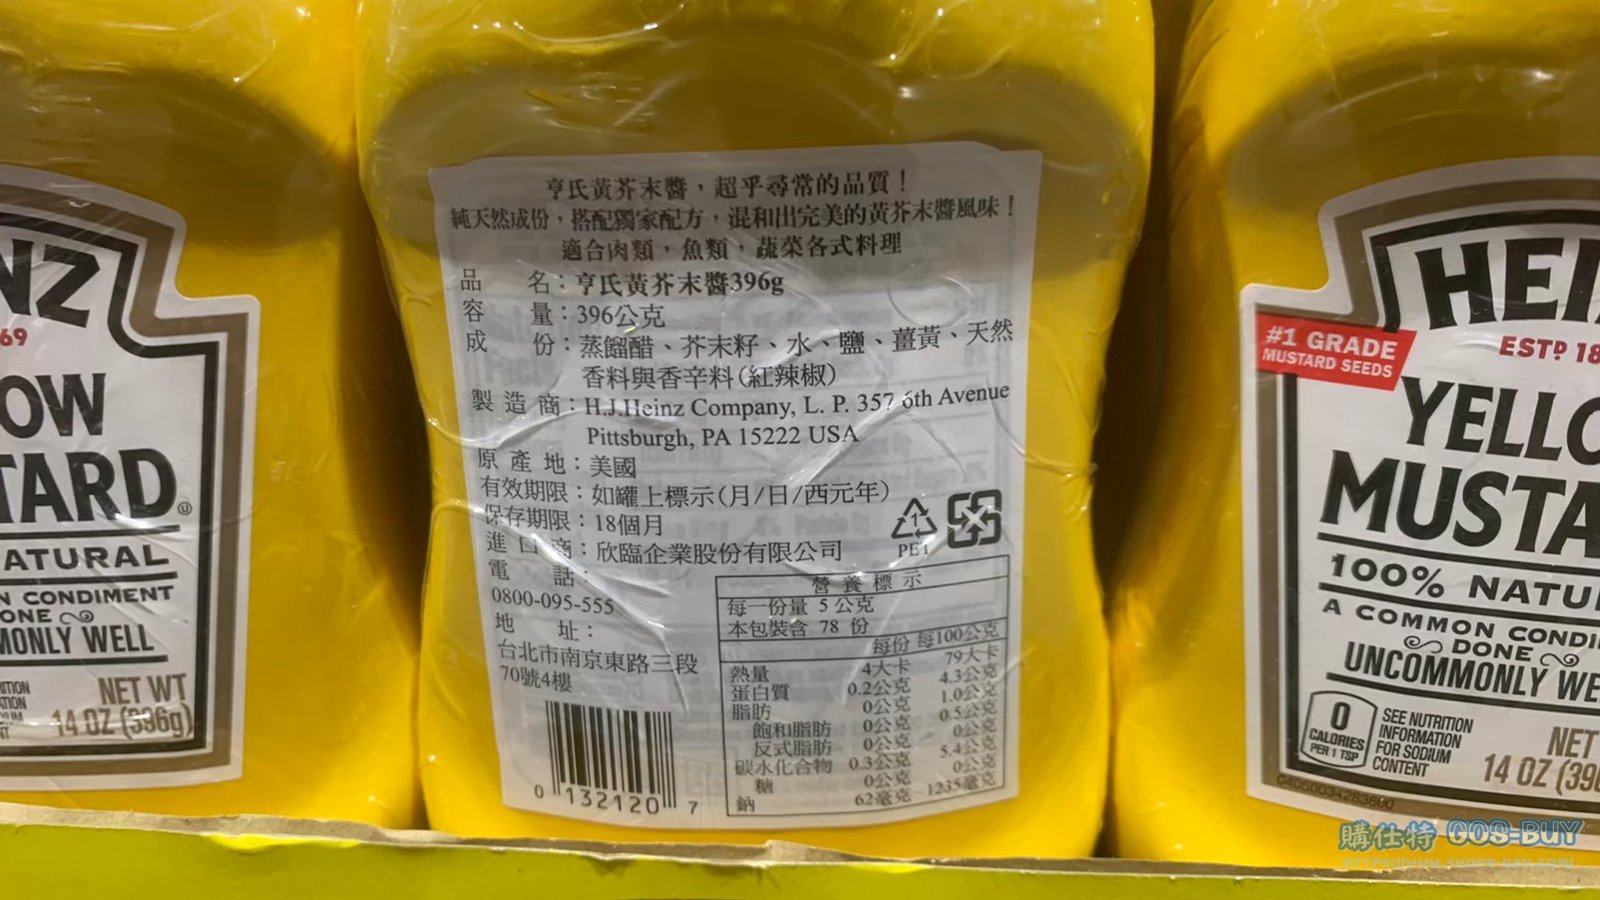 NZ
69
OW
TARD
ATURAL
N CONDIMENT
ONE
MONLY WELL
NET WT
14 OZ (396g)
亨氏黃芥末醬，超乎尋常的品質！
純天然成份，搭配獨家配方，混和出完美的黃芥末醬風味！
適合肉類，魚類，蔬菜各式料理
品名：亨氏黃芥末醬396g
容量：396公克
成份：蒸餾醋、芥末籽、水、鹽、薑黃、天然
香料與香辛料(紅辣椒)
製造商：H.J.Heinz Company, L. P. 357 6th Avenue
Pittsburgh, PA 15222 USA
原產地：美國
有效期限：如罐上標示(月/日/西元年)
保存期限：18個月
進口商：欣臨企業股份有限公司
電話：
0800-095-555
地址：
台北市南京東路三段
70號4樓
1
PET
營養標示
每一份量 5公克
本包裝含 78 份
每份 每100公克
熱量 4大卡 79大卡
蛋白質 0.2公克 4.3公克
脂肪 0公克 1.0公克
飽和脂肪 0公克 0.5公克
反式脂肪 0公克 0公克
碳水化合物 0.3公克 5.4公克
糖 0公克 0公克
鈉 62毫克 1235毫克
0 132120 7
HEI
#1 GRADE
MUSTARD SEEDS
ESTD 18
YELLO
MUSTA
100% NATU
A COMMON CONDI
DONE
UNCOMMONLY WE
0
CALORIES
PER 1 TSP
SEE NUTRITION
INFORMATION
FOR SODIUM
CONTENT
NET
14 OZ (39
購仕特 GOS-BUY